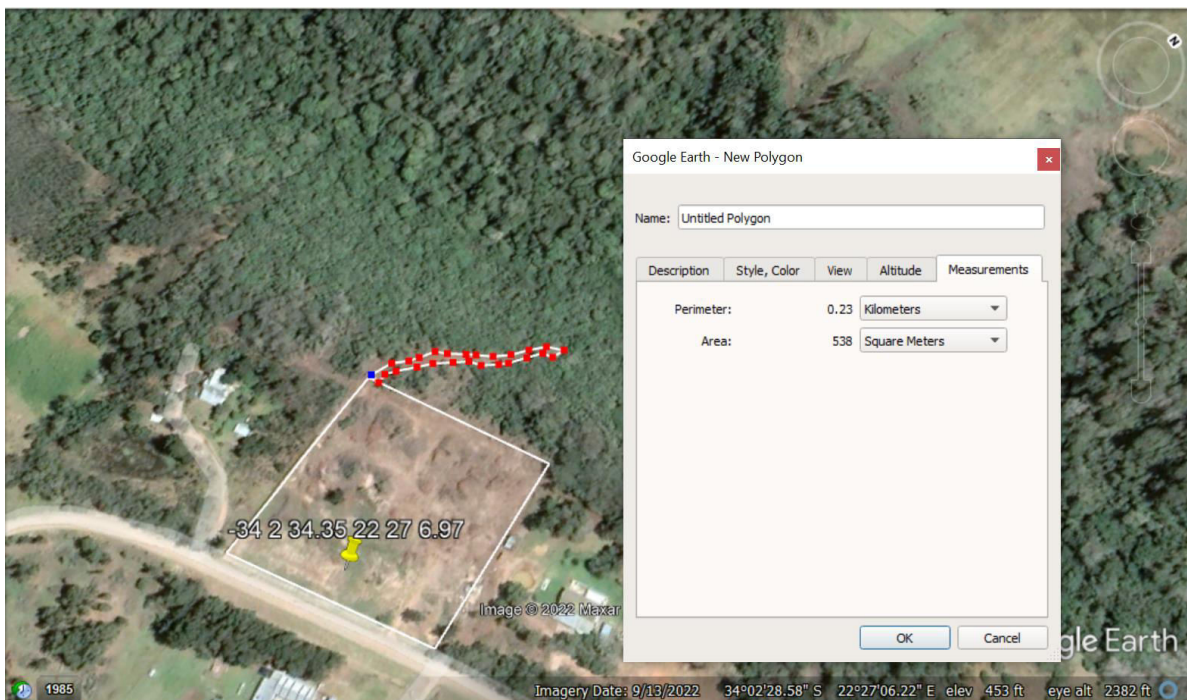 N
Google Earth - New Polygon
×
Name: Untitled Polygon
Description Style, Color View Altitude Measurements
Perimeter: 0.23 Kilometers
Area: 538 Square Meters
-34 2 34.35 22 27 6.97
Image © 2022 Maxar
OK Cancel
gle Earth
1985
Imagery Date: 9/13/2022 34°02'28.58" S 22°27'06.22" E elev 453 ft eye alt 2382 ft